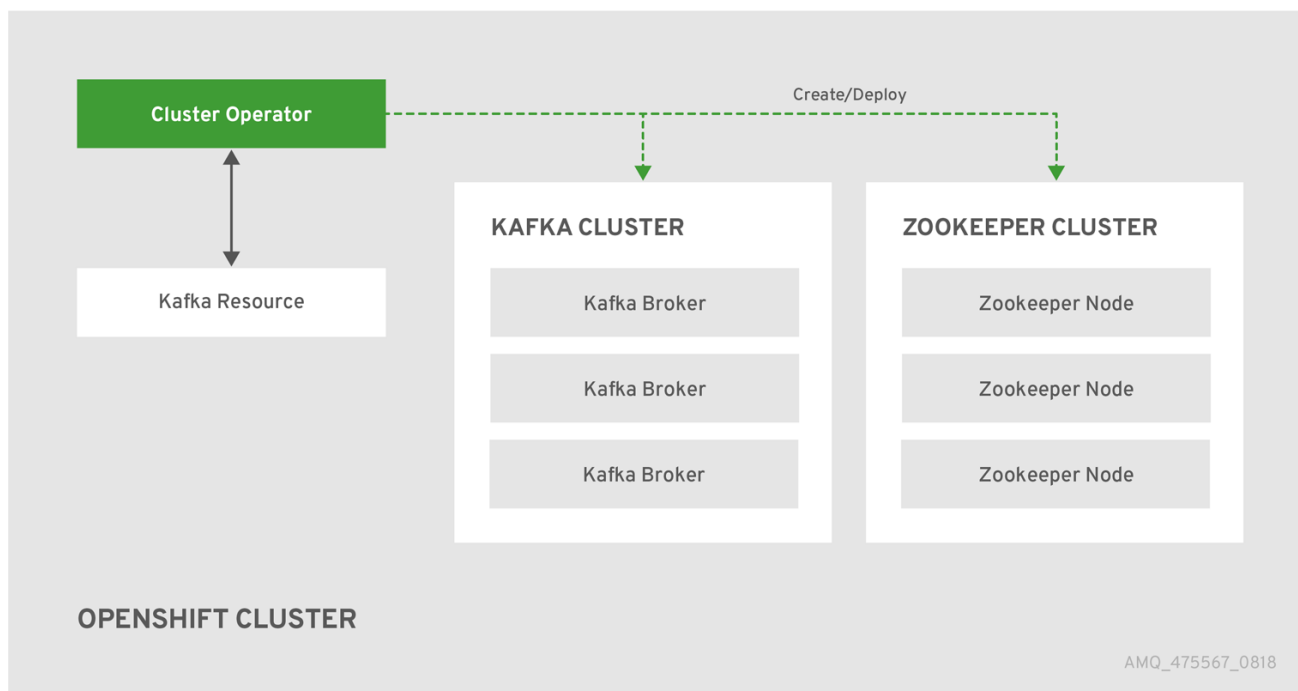 Cluster Operator
Create/Deploy
Kafka Resource
KAFKA CLUSTER
Kafka Broker
Kafka Broker
Kafka Broker
ZOOKEEPER CLUSTER
Zookeeper Node
Zookeeper Node
Zookeeper Node
OPENSHIFT CLUSTER
AMQ_475567_0818